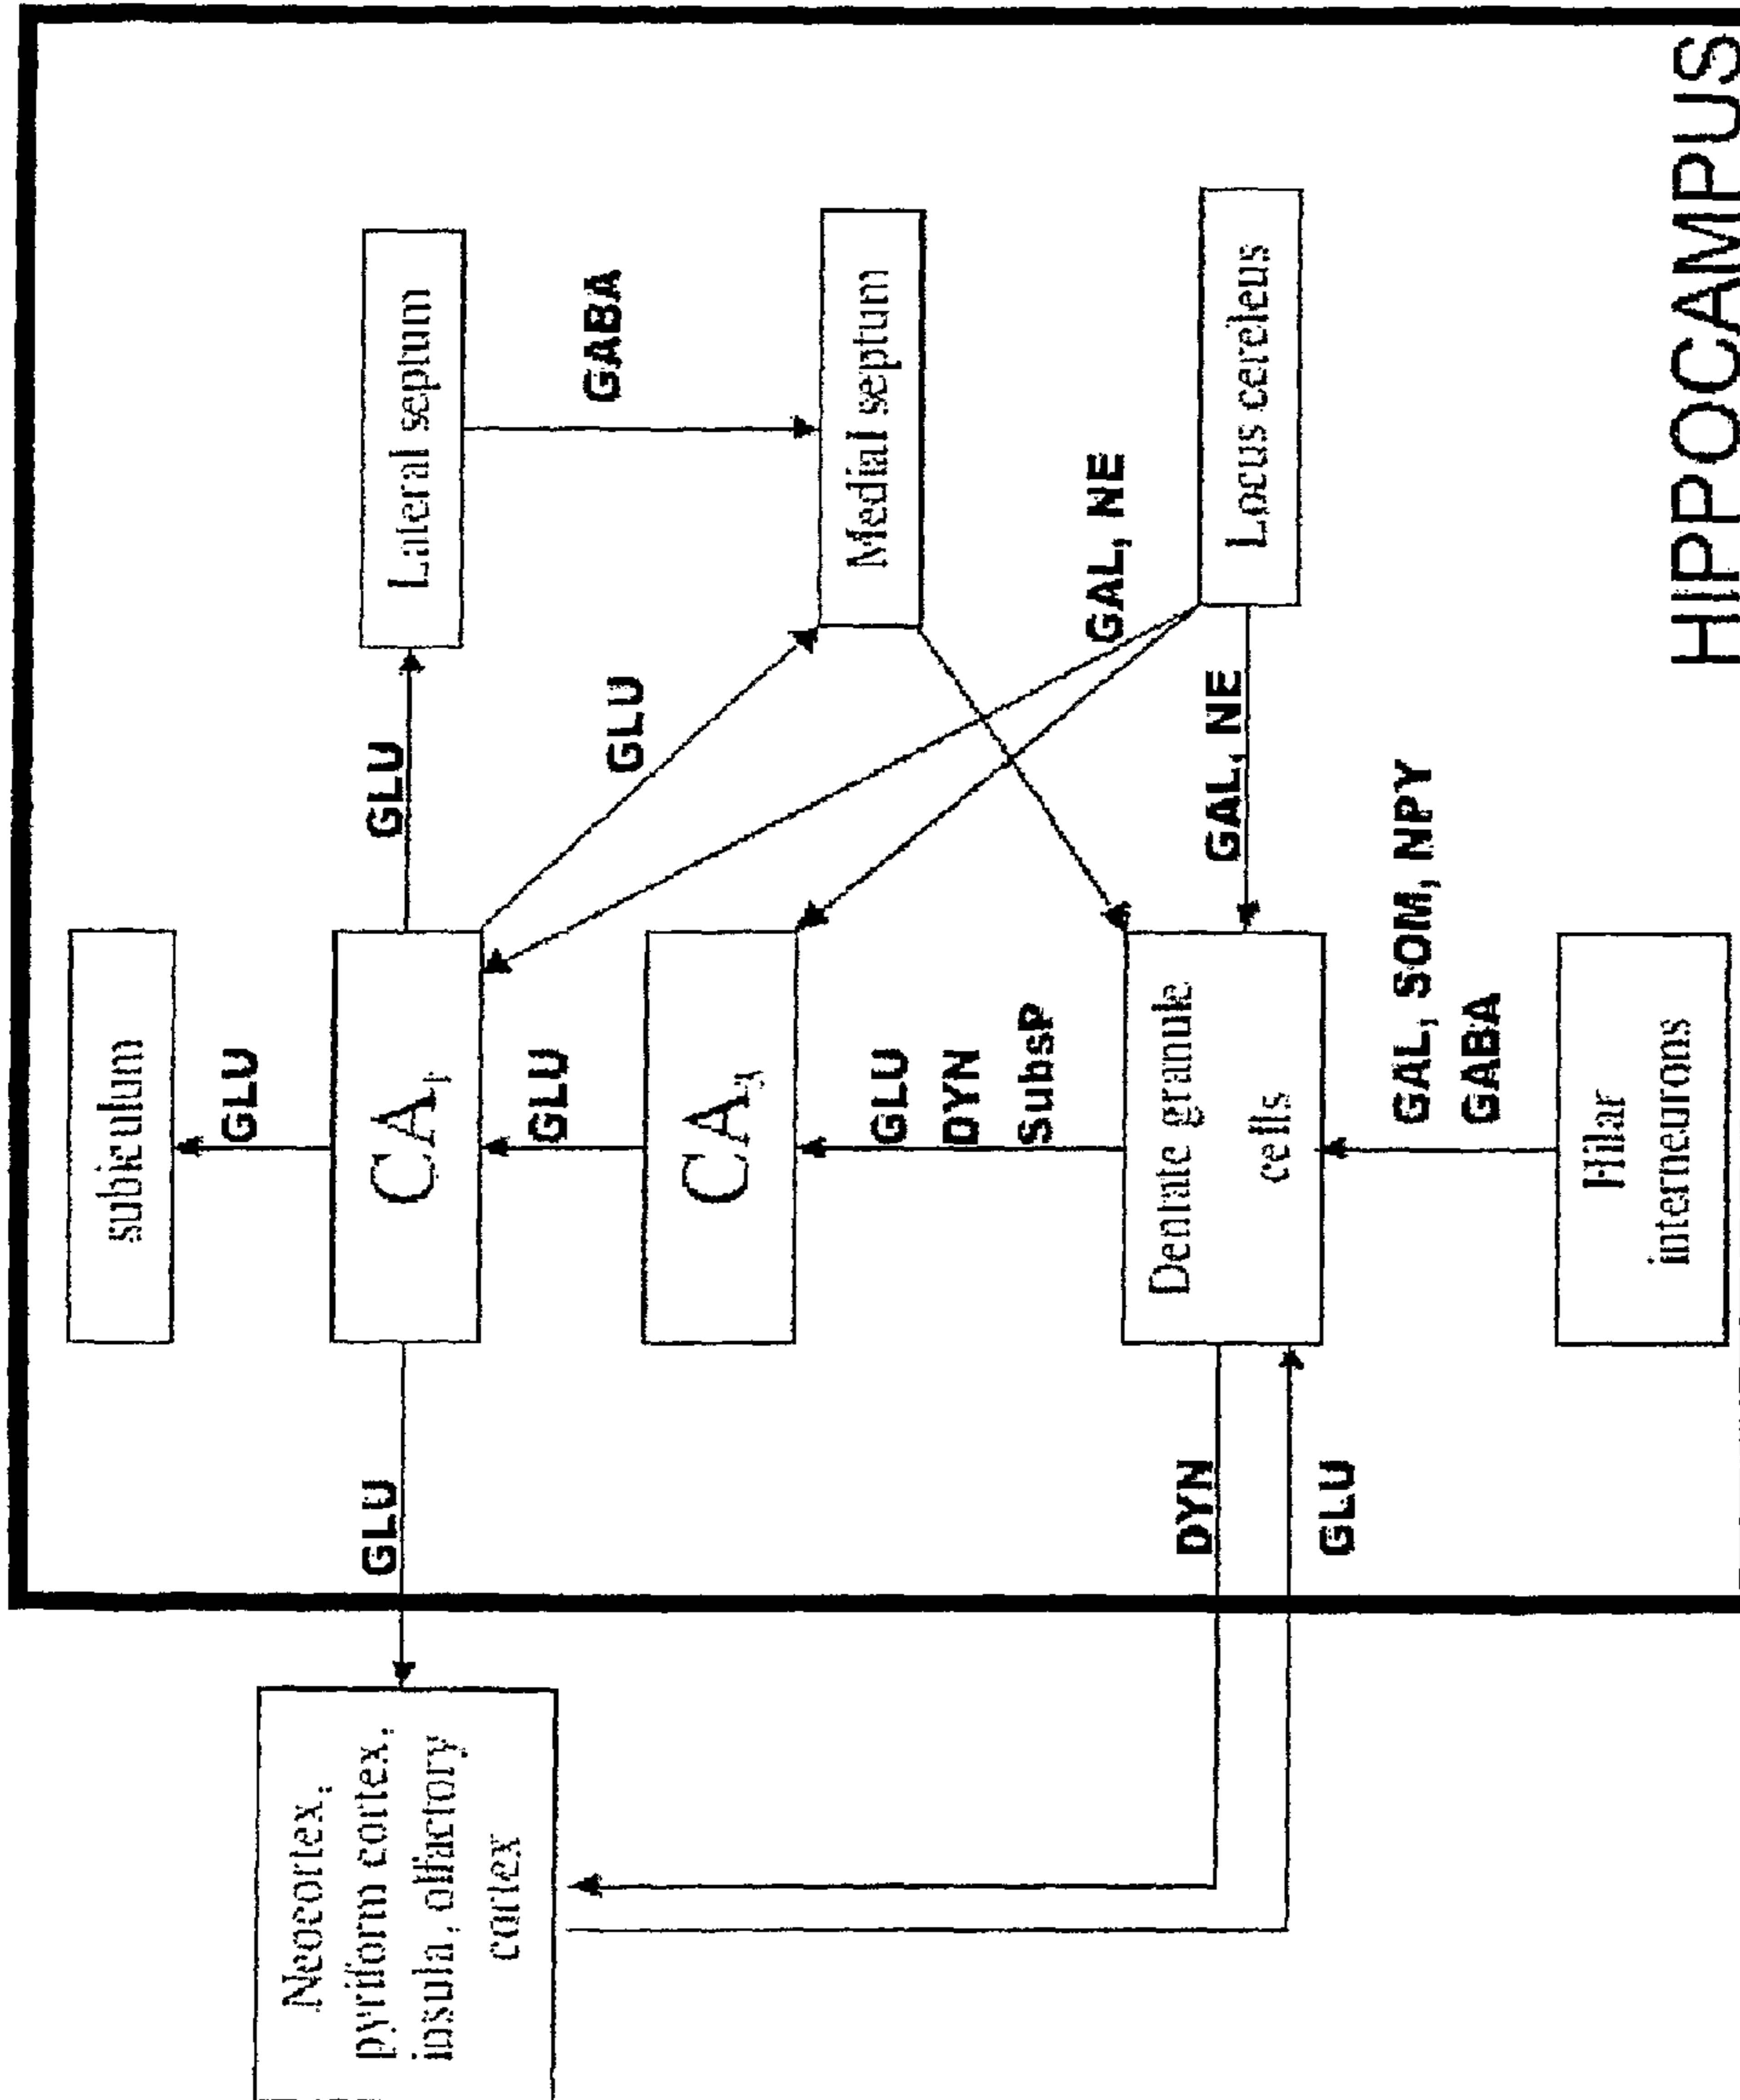 subiculum
GLU
Neocortex,
pyriform cortex,
insula, olfactory
cortex
GLU
CA₁
GLU
Lateral septum
GLU
GLU
GABA
CA₃
Medial septum
GLU
DYN
SubsP
GAL, NE
Dentate granule
cells
DYN
GLU
GAL, NE
Locus cereleus
GAL, SOM, NPY
GABA
Hilar
interneurons
HIPPOCAMPUS